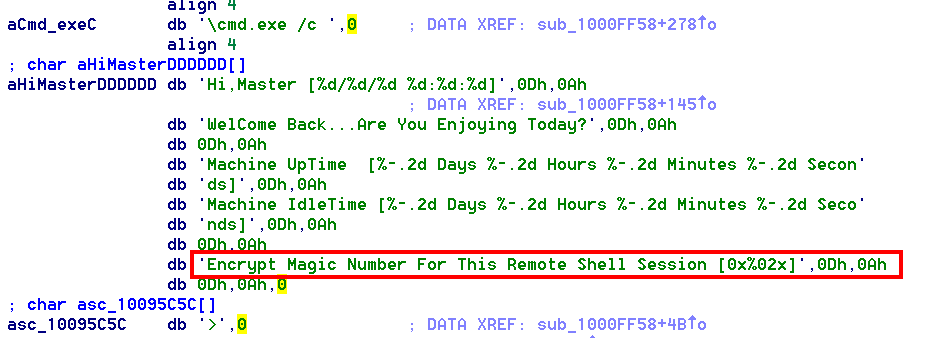 align 4
aCmd_exeC db '\cmd.exe /c ',0 ; DATA XREF: sub_1000FF58+278↑o
align 4
; char aHiMasterDDDDDD[]
aHiMasterDDDDDD db 'Hi,Master [%d/%d/%d %d:%d:%d]',0Dh,0Ah
; DATA XREF: sub_1000FF58+145↑o
db 'WelCome Back...Are You Enjoying Today?',0Dh,0Ah
db 0Dh,0Ah
db 'Machine UpTime  [%-.2d Days %-.2d Hours %-.2d Minutes %-.2d Secon'
db 'ds]',0Dh,0Ah
db 'Machine IdleTime [%-.2d Days %-.2d Hours %-.2d Minutes %-.2d Seco'
db 'nds]',0Dh,0Ah
db 0Dh,0Ah
db 'Encrypt Magic Number For This Remote Shell Session [0x%02x]',0Dh,0Ah
db 0Dh,0Ah,0
; char asc_10095C5C[]
asc_10095C5C db '>',0 ; DATA XREF: sub_1000FF58+4B↑o